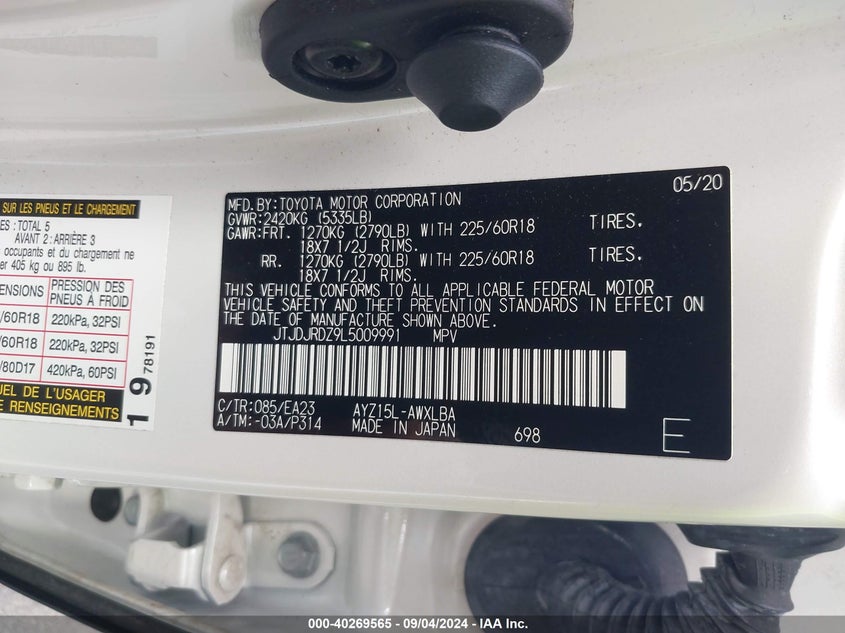 SUR LES PNEUS ET LE CHARGEMENT
ES: TOTAL 5
AVANT 2: ARRIÈRE 3
occupants et du chargement ne
er 405 kg ou 895 lb.
ENSIONS PRESSION DES PNEUS À FROID
/60R18 220kPa, 32PSI
/60R18 220kPa, 32PSI
/80D17 420kPa, 60PSI
EL DE L'USAGER
E RENSEIGNEMENTS
19 78191
05/20
MFD.BY:TOYOTA MOTOR CORPORATION
GVWR:2420KG (5335LB)
GAWR:FRT. 1270KG (2790LB) WITH 225/60R18 TIRES.
18X7 1/2J RIMS.
RR. 1270KG (2790LB) WITH 225/60R18 TIRES.
18X7 1/2J RIMS.
THIS VEHICLE CONFORMS TO ALL APPLICABLE FEDERAL MOTOR
VEHICLE SAFETY AND THEFT PREVENTION STANDARDS IN EFFECT ON
THE DATE OF MANUFACTURE SHOWN ABOVE.
JTJDJRDZ9L5009991 MPV
C/TR:085/EA23 AYZ15L-AWXLBA
A/TM:-03A/P314 MADE IN JAPAN 698 E
000-40269565 - 09/04/2024 - IAA Inc.